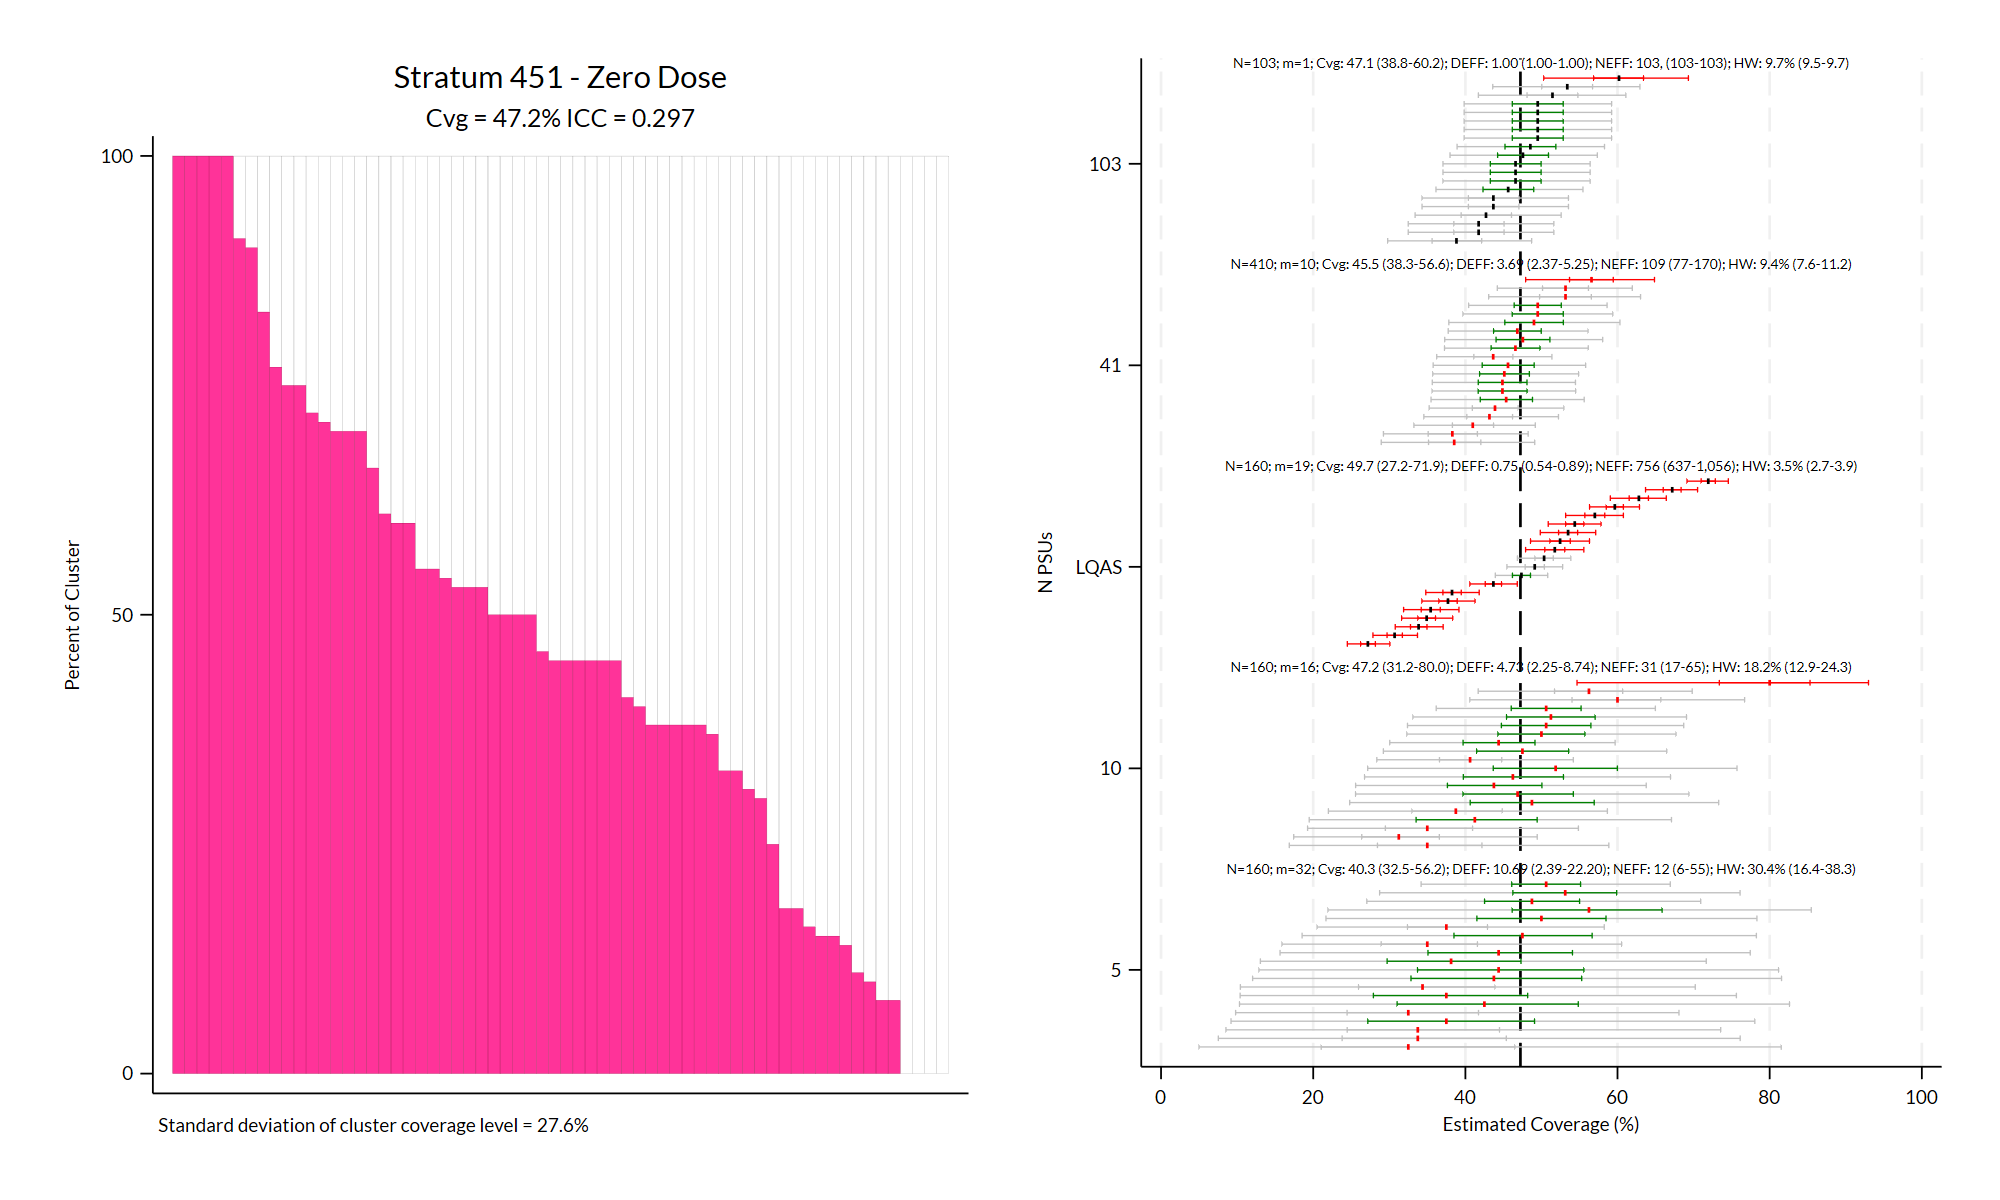 Stratum 451 - Zero Dose
Cvg = 47.2% ICC = 0.297
Percent of Cluster
100
50
0
Standard deviation of cluster coverage level = 27.6%
N PSUs
N=103; m=1; Cvg: 47.1 (38.8-60.2); DEFF: 1.00 (1.00-1.00); NEFF: 103, (103-103); HW: 9.7% (9.5-9.7)
103
N=410; m=10; Cvg: 45.5 (38.3-56.6); DEFF: 3.69 (2.37-5.25); NEFF: 109 (77-170); HW: 9.4% (7.6-11.2)
41
N=160; m=19; Cvg: 49.7 (27.2-71.9); DEFF: 0.75 (0.54-0.89); NEFF: 756 (637-1,056); HW: 3.5% (2.7-3.9)
LQAS
N=160; m=16; Cvg: 47.2 (31.2-80.0); DEFF: 4.73 (2.25-8.74); NEFF: 31 (17-65); HW: 18.2% (12.9-24.3)
10
N=160; m=32; Cvg: 40.3 (32.5-56.2); DEFF: 10.69 (2.39-22.20); NEFF: 12 (6-55); HW: 30.4% (16.4-38.3)
5
0 20 40 60 80 100
Estimated Coverage (%)